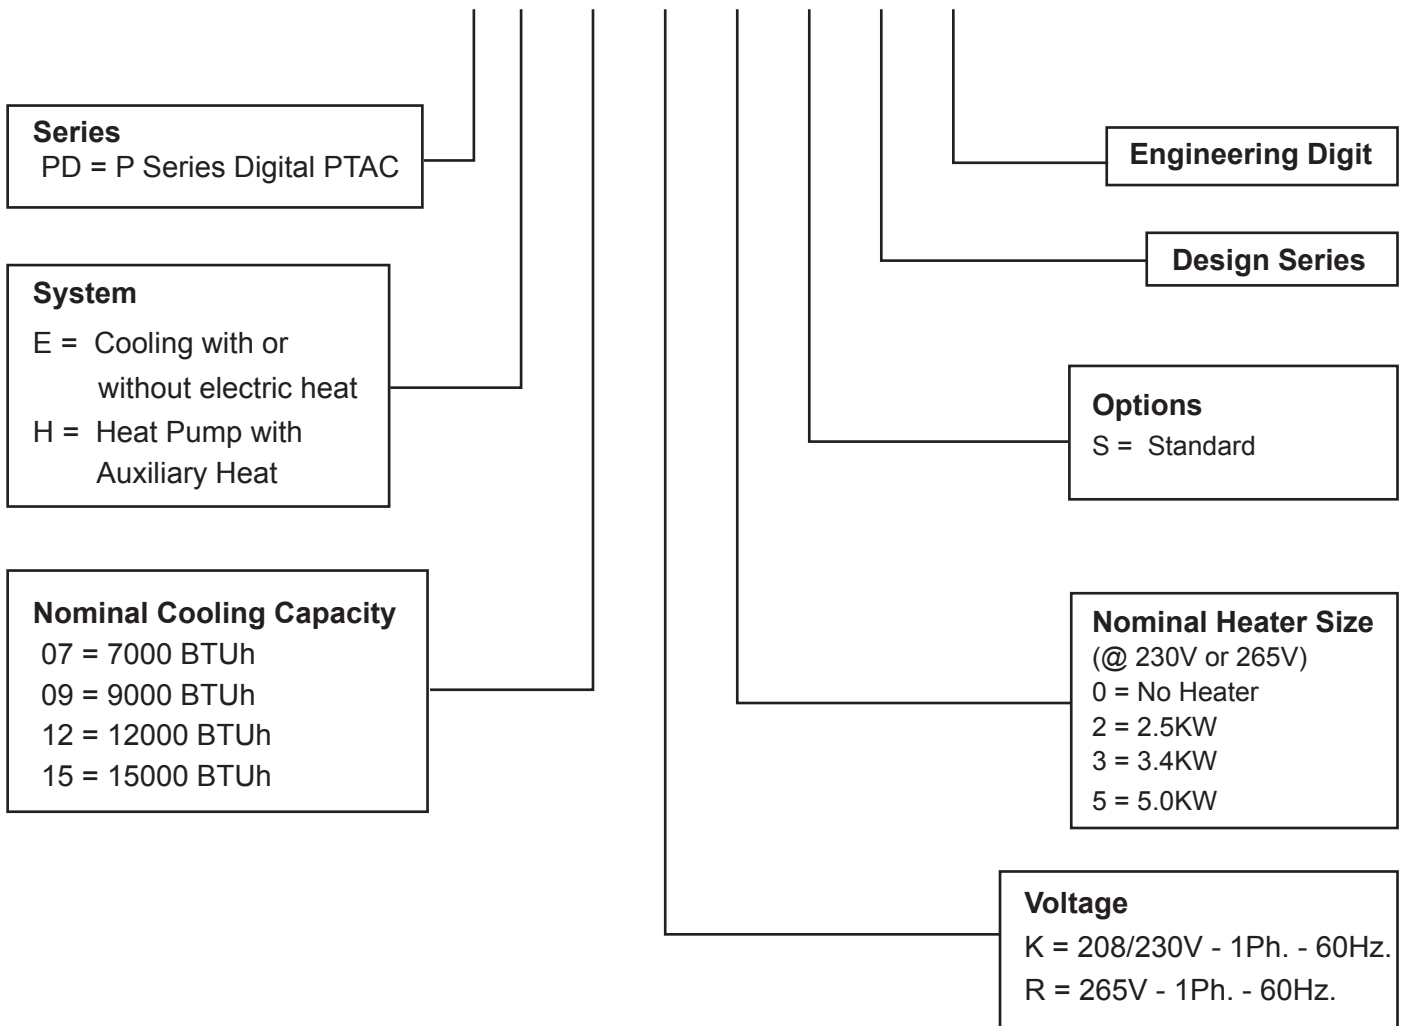 Series
PD = P Series Digital PTAC
System
E = Cooling with or
without electric heat
H = Heat Pump with
Auxiliary Heat
Nominal Cooling Capacity
07 = 7000 BTUh
09 = 9000 BTUh
12 = 12000 BTUh
15 = 15000 BTUh
Engineering Digit
Design Series
Options
S = Standard
Nominal Heater Size
(@ 230V or 265V)
0 = No Heater
2 = 2.5KW
3 = 3.4KW
5 = 5.0KW
Voltage
K = 208/230V - 1Ph. - 60Hz.
R = 265V - 1Ph. - 60Hz.